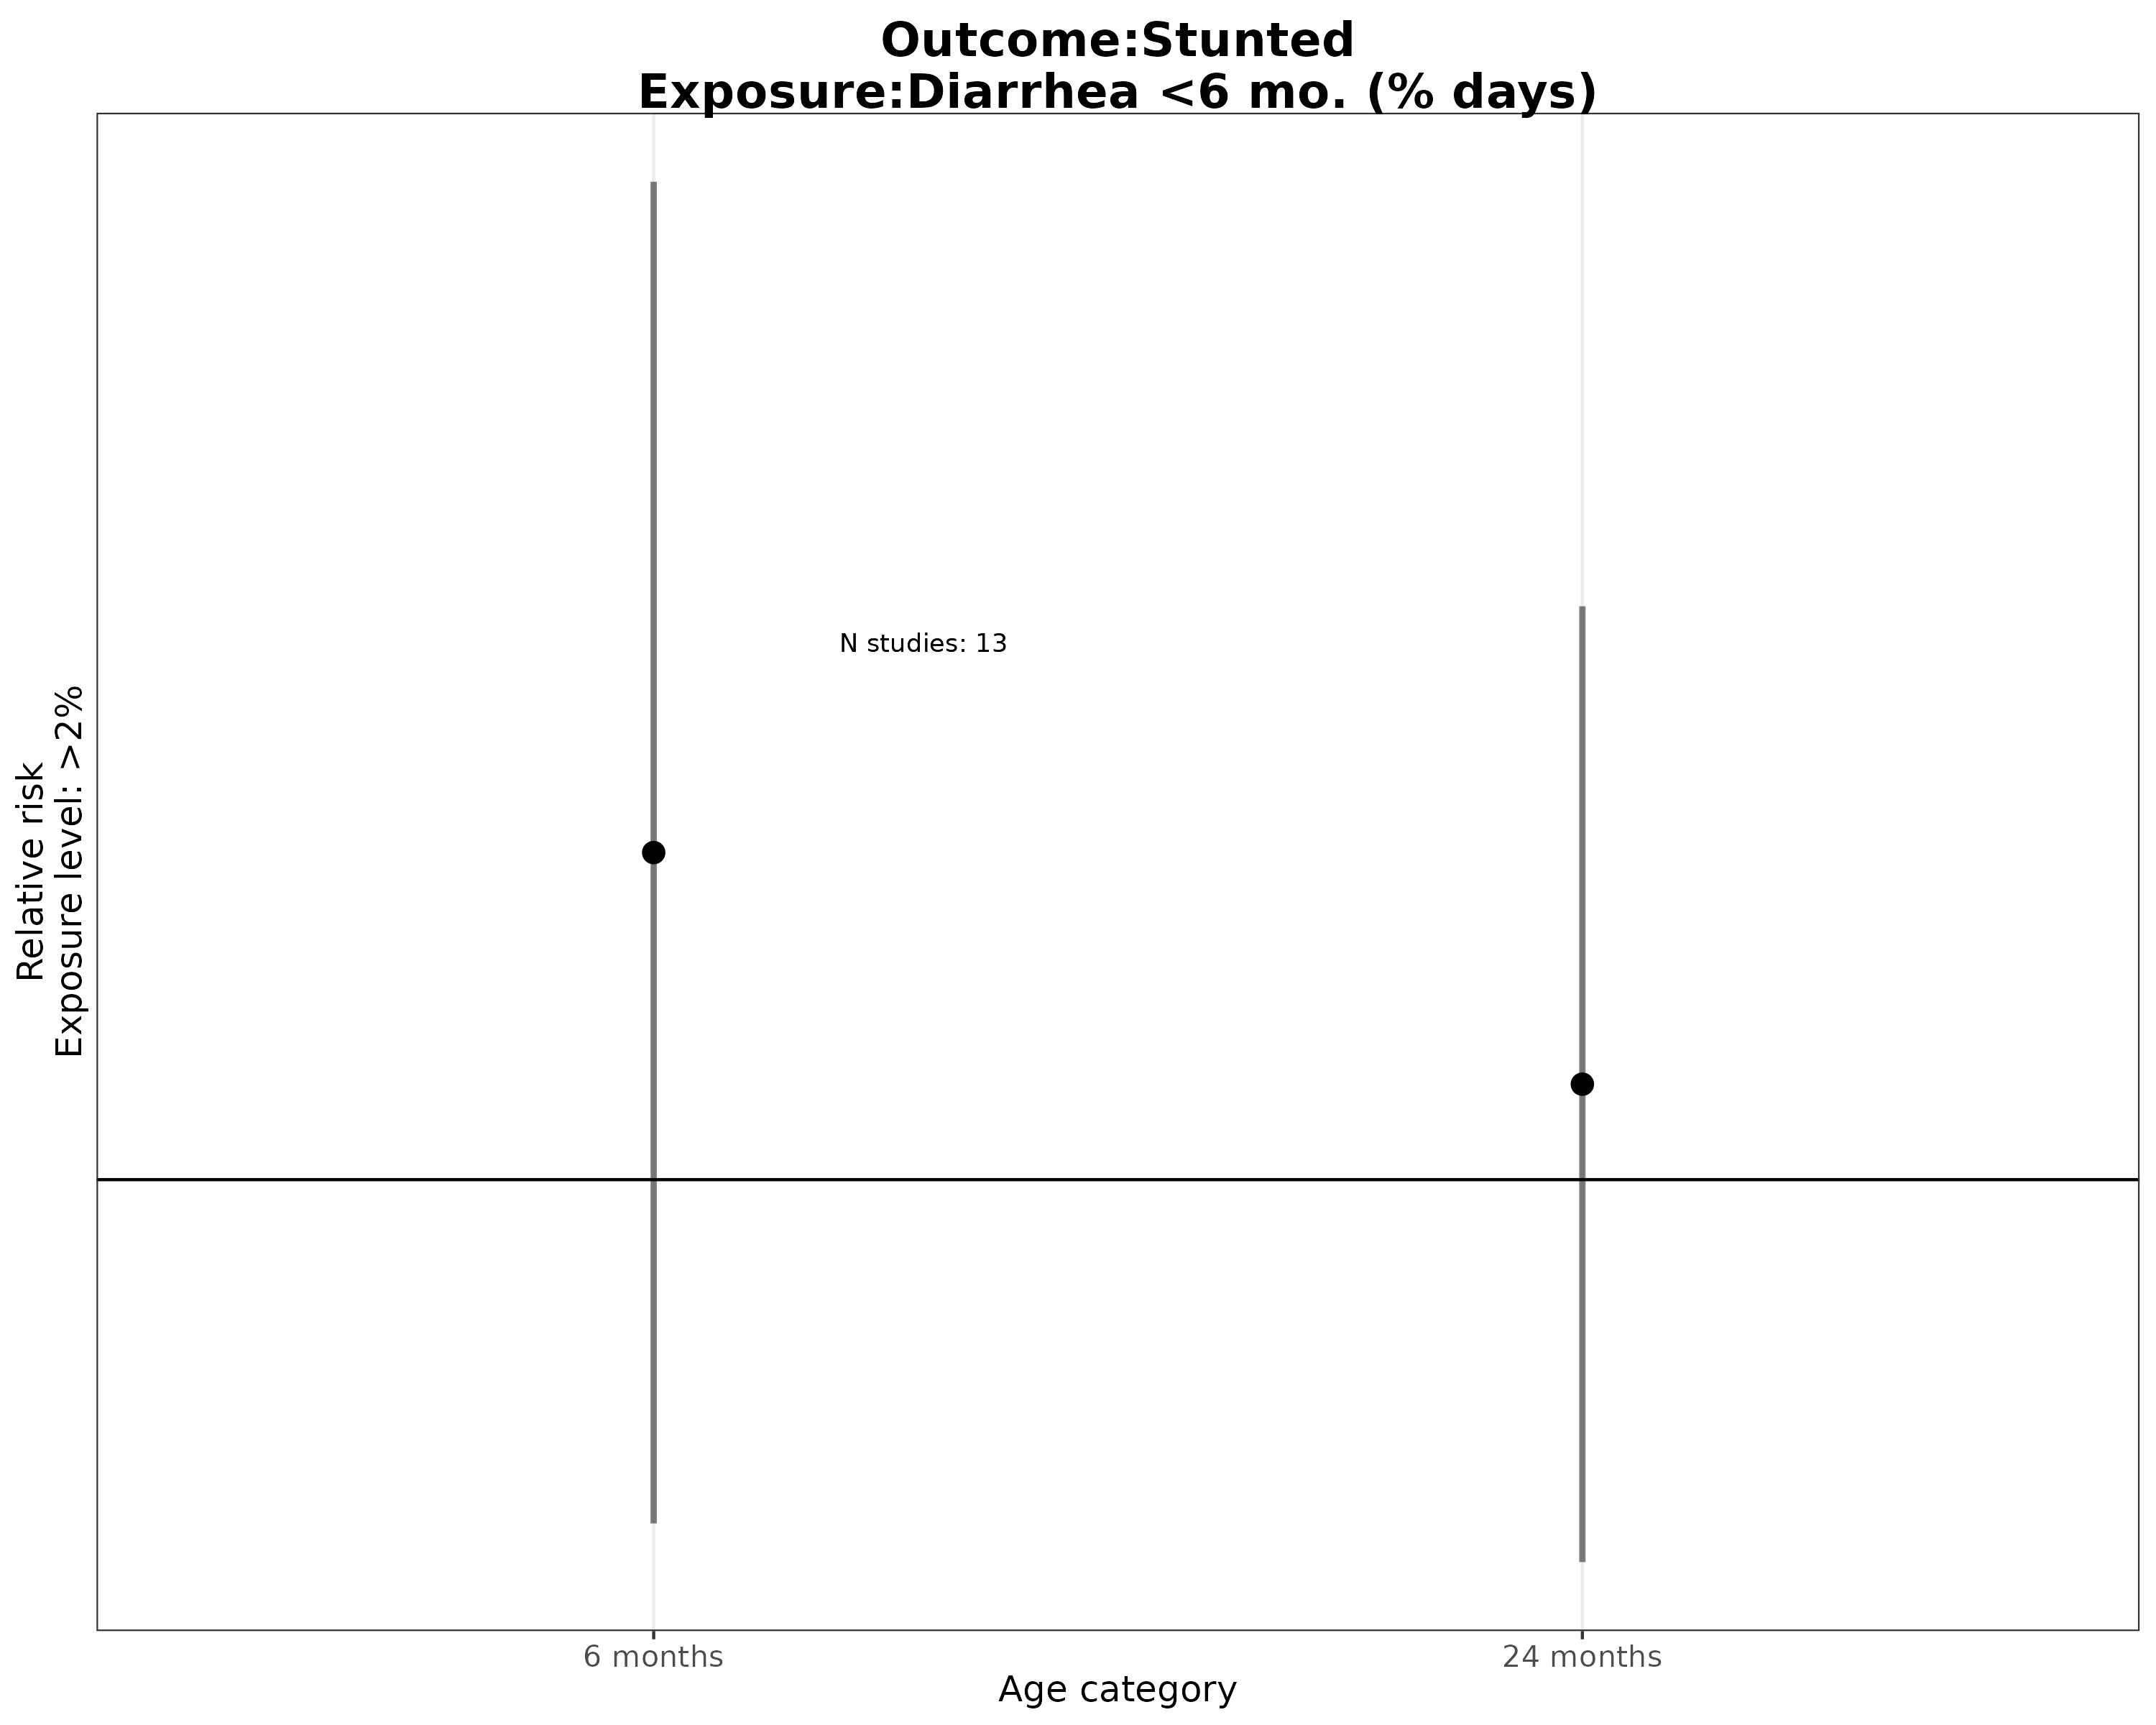 Outcome:Stunted
Exposure:Diarrhea <6 mo. (% days)
Relative risk
Exposure level: >2%
N studies: 13
6 months
24 months
Age category